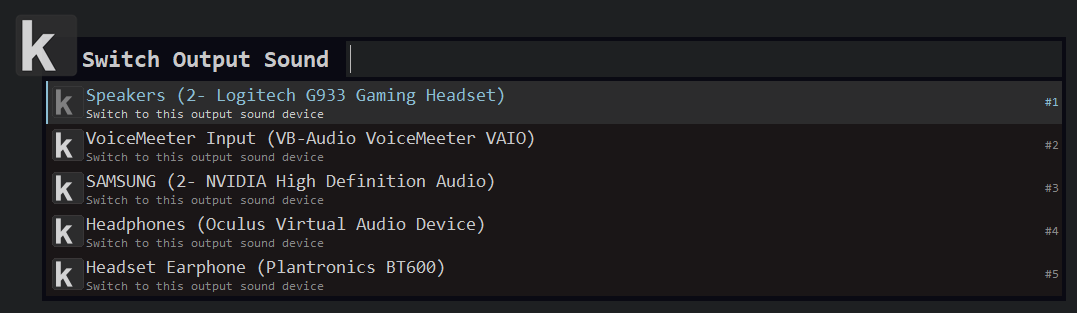 k Switch Output Sound
k Speakers (2- Logitech G933 Gaming Headset) #1
Switch to this output sound device
k VoiceMeeter Input (VB-Audio VoiceMeeter VAIO) #2
Switch to this output sound device
k SAMSUNG (2- NVIDIA High Definition Audio) #3
Switch to this output sound device
k Headphones (Oculus Virtual Audio Device) #4
Switch to this output sound device
k Headset Earphone (Plantronics BT600) #5
Switch to this output sound device